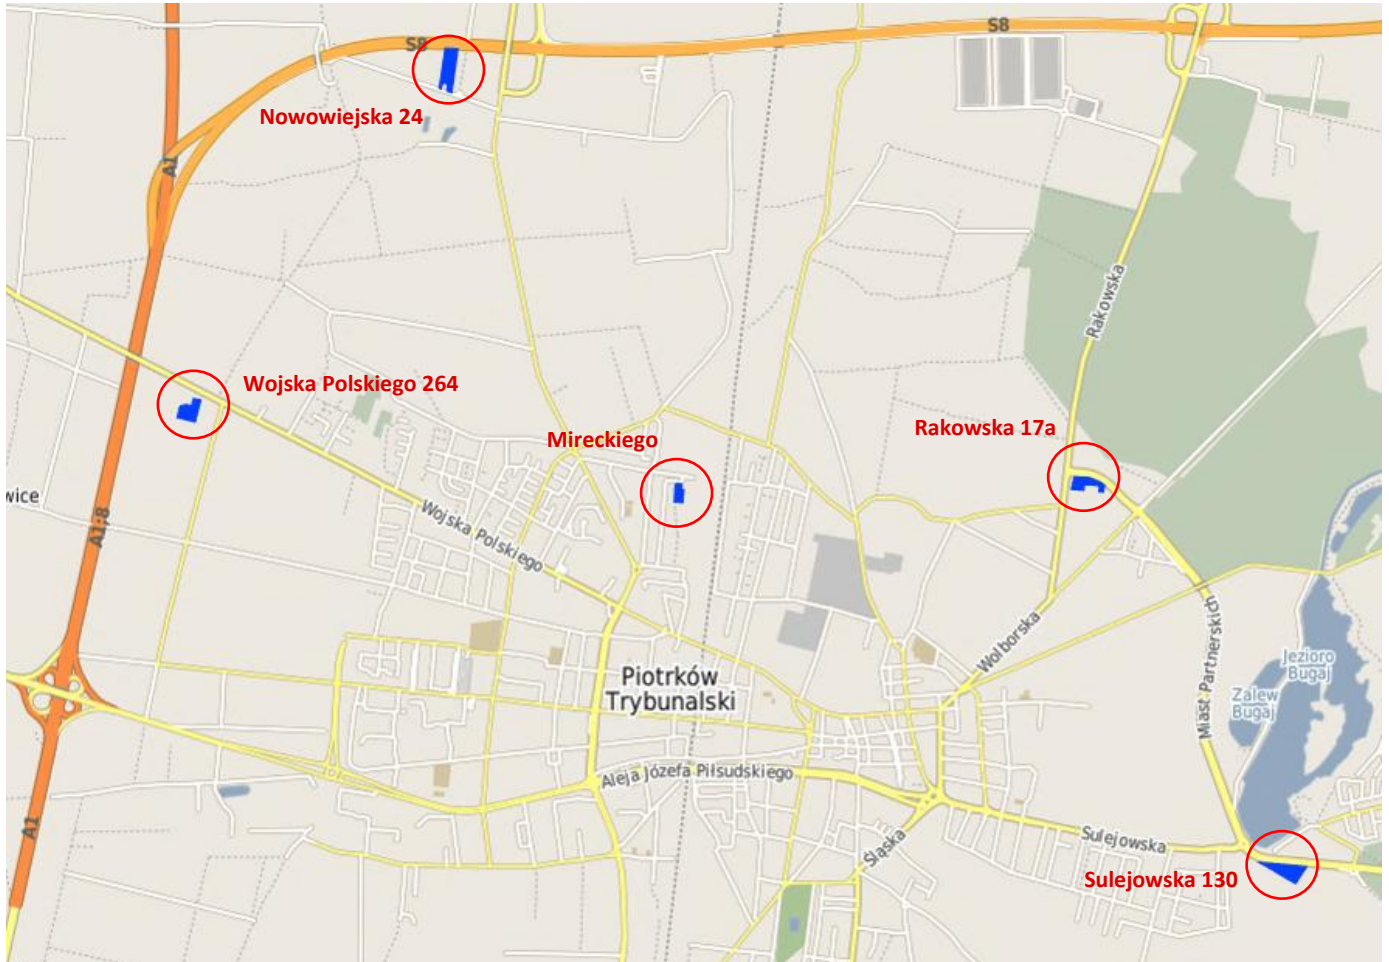 S8
S8
Nowowiejska 24
A1
Rakowska
Wojska Polskiego 264
Rakowska 17a
Mireckiego
wice
Wojska Polskiego
A1;8
Wolborska
Miast Partnerskich
Jezioro
Bugaj
Piotrków
Trybunalski
Zalew
Bugaj
Aleja Józefa Piłsudskiego
A1
Sulejowska
Śląska
Sulejowska 130